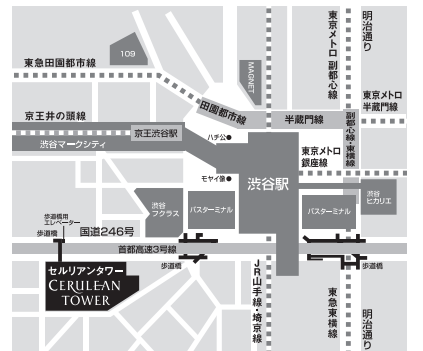 109
東急田園都市線
MAGNET
東京メトロ 副都心線
明治通り
田園都市線
半蔵門線
東京メトロ
半蔵門線
京王井の頭線
京王渋谷駅
ハチ公
副都心線・東横線
渋谷マークシティ
東京メトロ
銀座線
モヤイ像
渋谷駅
渋谷
ヒカリエ
渋谷
フクラス
バスターミナル
バスターミナル
歩道橋用
エレベーター
歩道橋
国道246号
首都高速3号線
歩道橋
歩道橋
セルリアンタワー
CERULEAN
TOWER
JR山手線・埼京線
東急東横線
明治通り